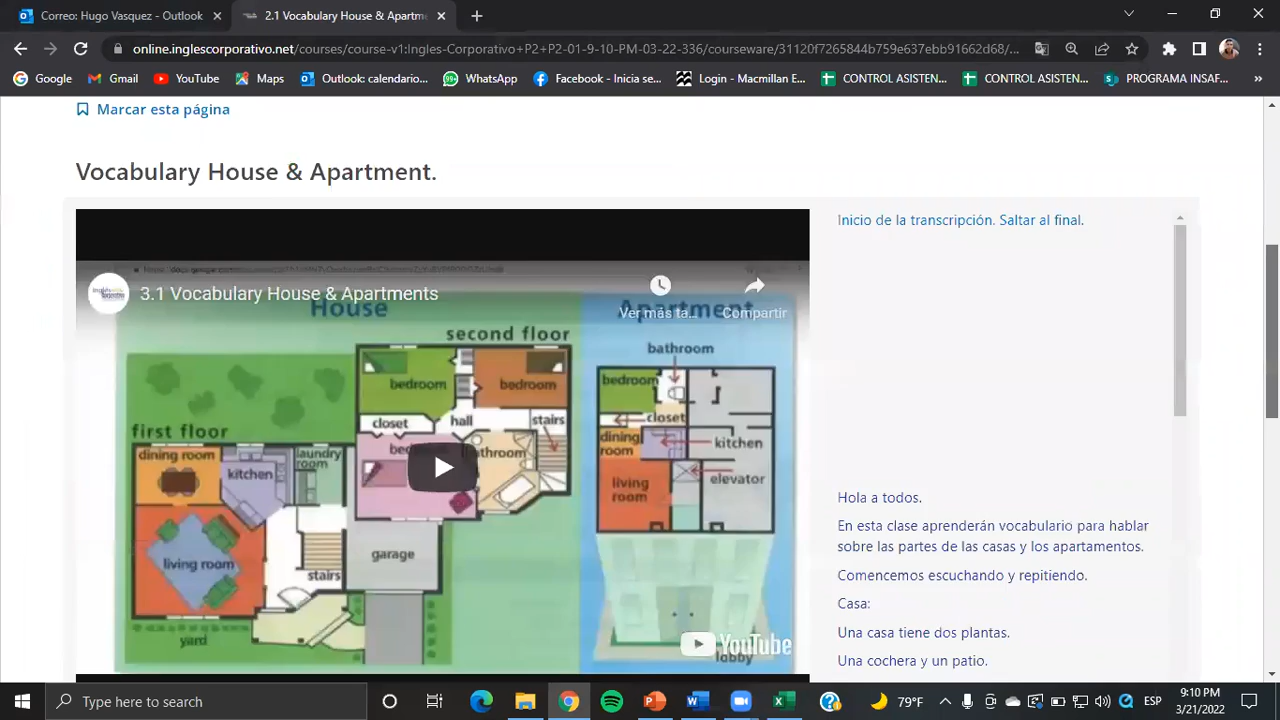 Correo: Hugo Vasquez - Outlook
2.1 Vocabulary House & Apartm
online.inglescorporativo.net/courses/course-v1:Ingles-Corporativo+P2+P2-01-9-10-PM-03-22-336/courseware/31120f7265844b759e637ebb91662d68/...
Google
Gmail
YouTube
Maps
Outlook: calendario...
WhatsApp
Facebook - Inicia se...
Login - Macmillan E...
CONTROL ASISTEN...
CONTROL ASISTEN...
PROGRAMA INSAF...
»
Marcar esta página
Vocabulary House & Apartment.
3.1 Vocabulary House & Apartments
Ver más ta...
Compartir
House
Apartment
second floor
bathroom
bedroom
bedroom
bedroom
closet
hall
stairs
closet
first floor
dining room
kitchen
laundry
room
bathroom
dining
room
kitchen
living
room
elevator
living room
garage
stairs
yard
YouTube
lobby
Inicio de la transcripción. Saltar al final.
Hola a todos.
En esta clase aprenderán vocabulario para hablar
sobre las partes de las casas y los apartamentos.
Comencemos escuchando y repitiendo.
Casa:
Una casa tiene dos plantas.
Una cochera y un patio.
Type here to search
79°F
ESP
9:10 PM
3/21/2022